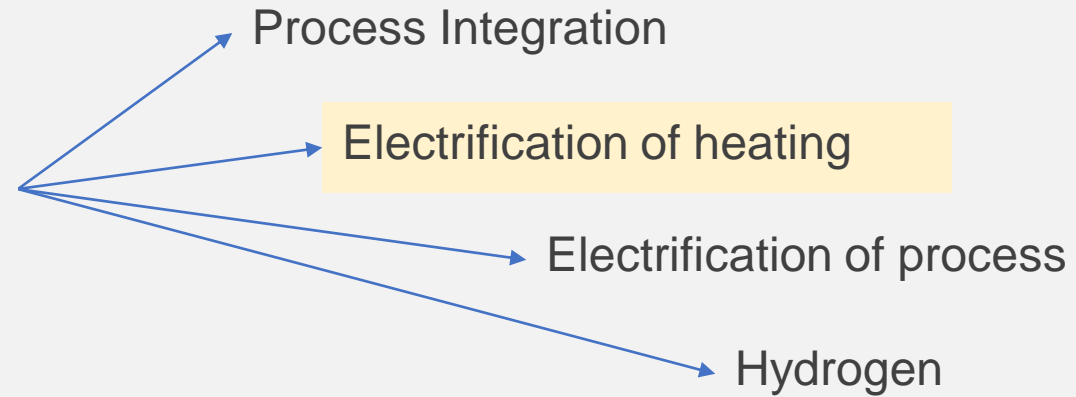 Process Integration
Electrification of heating
Electrification of process
Hydrogen